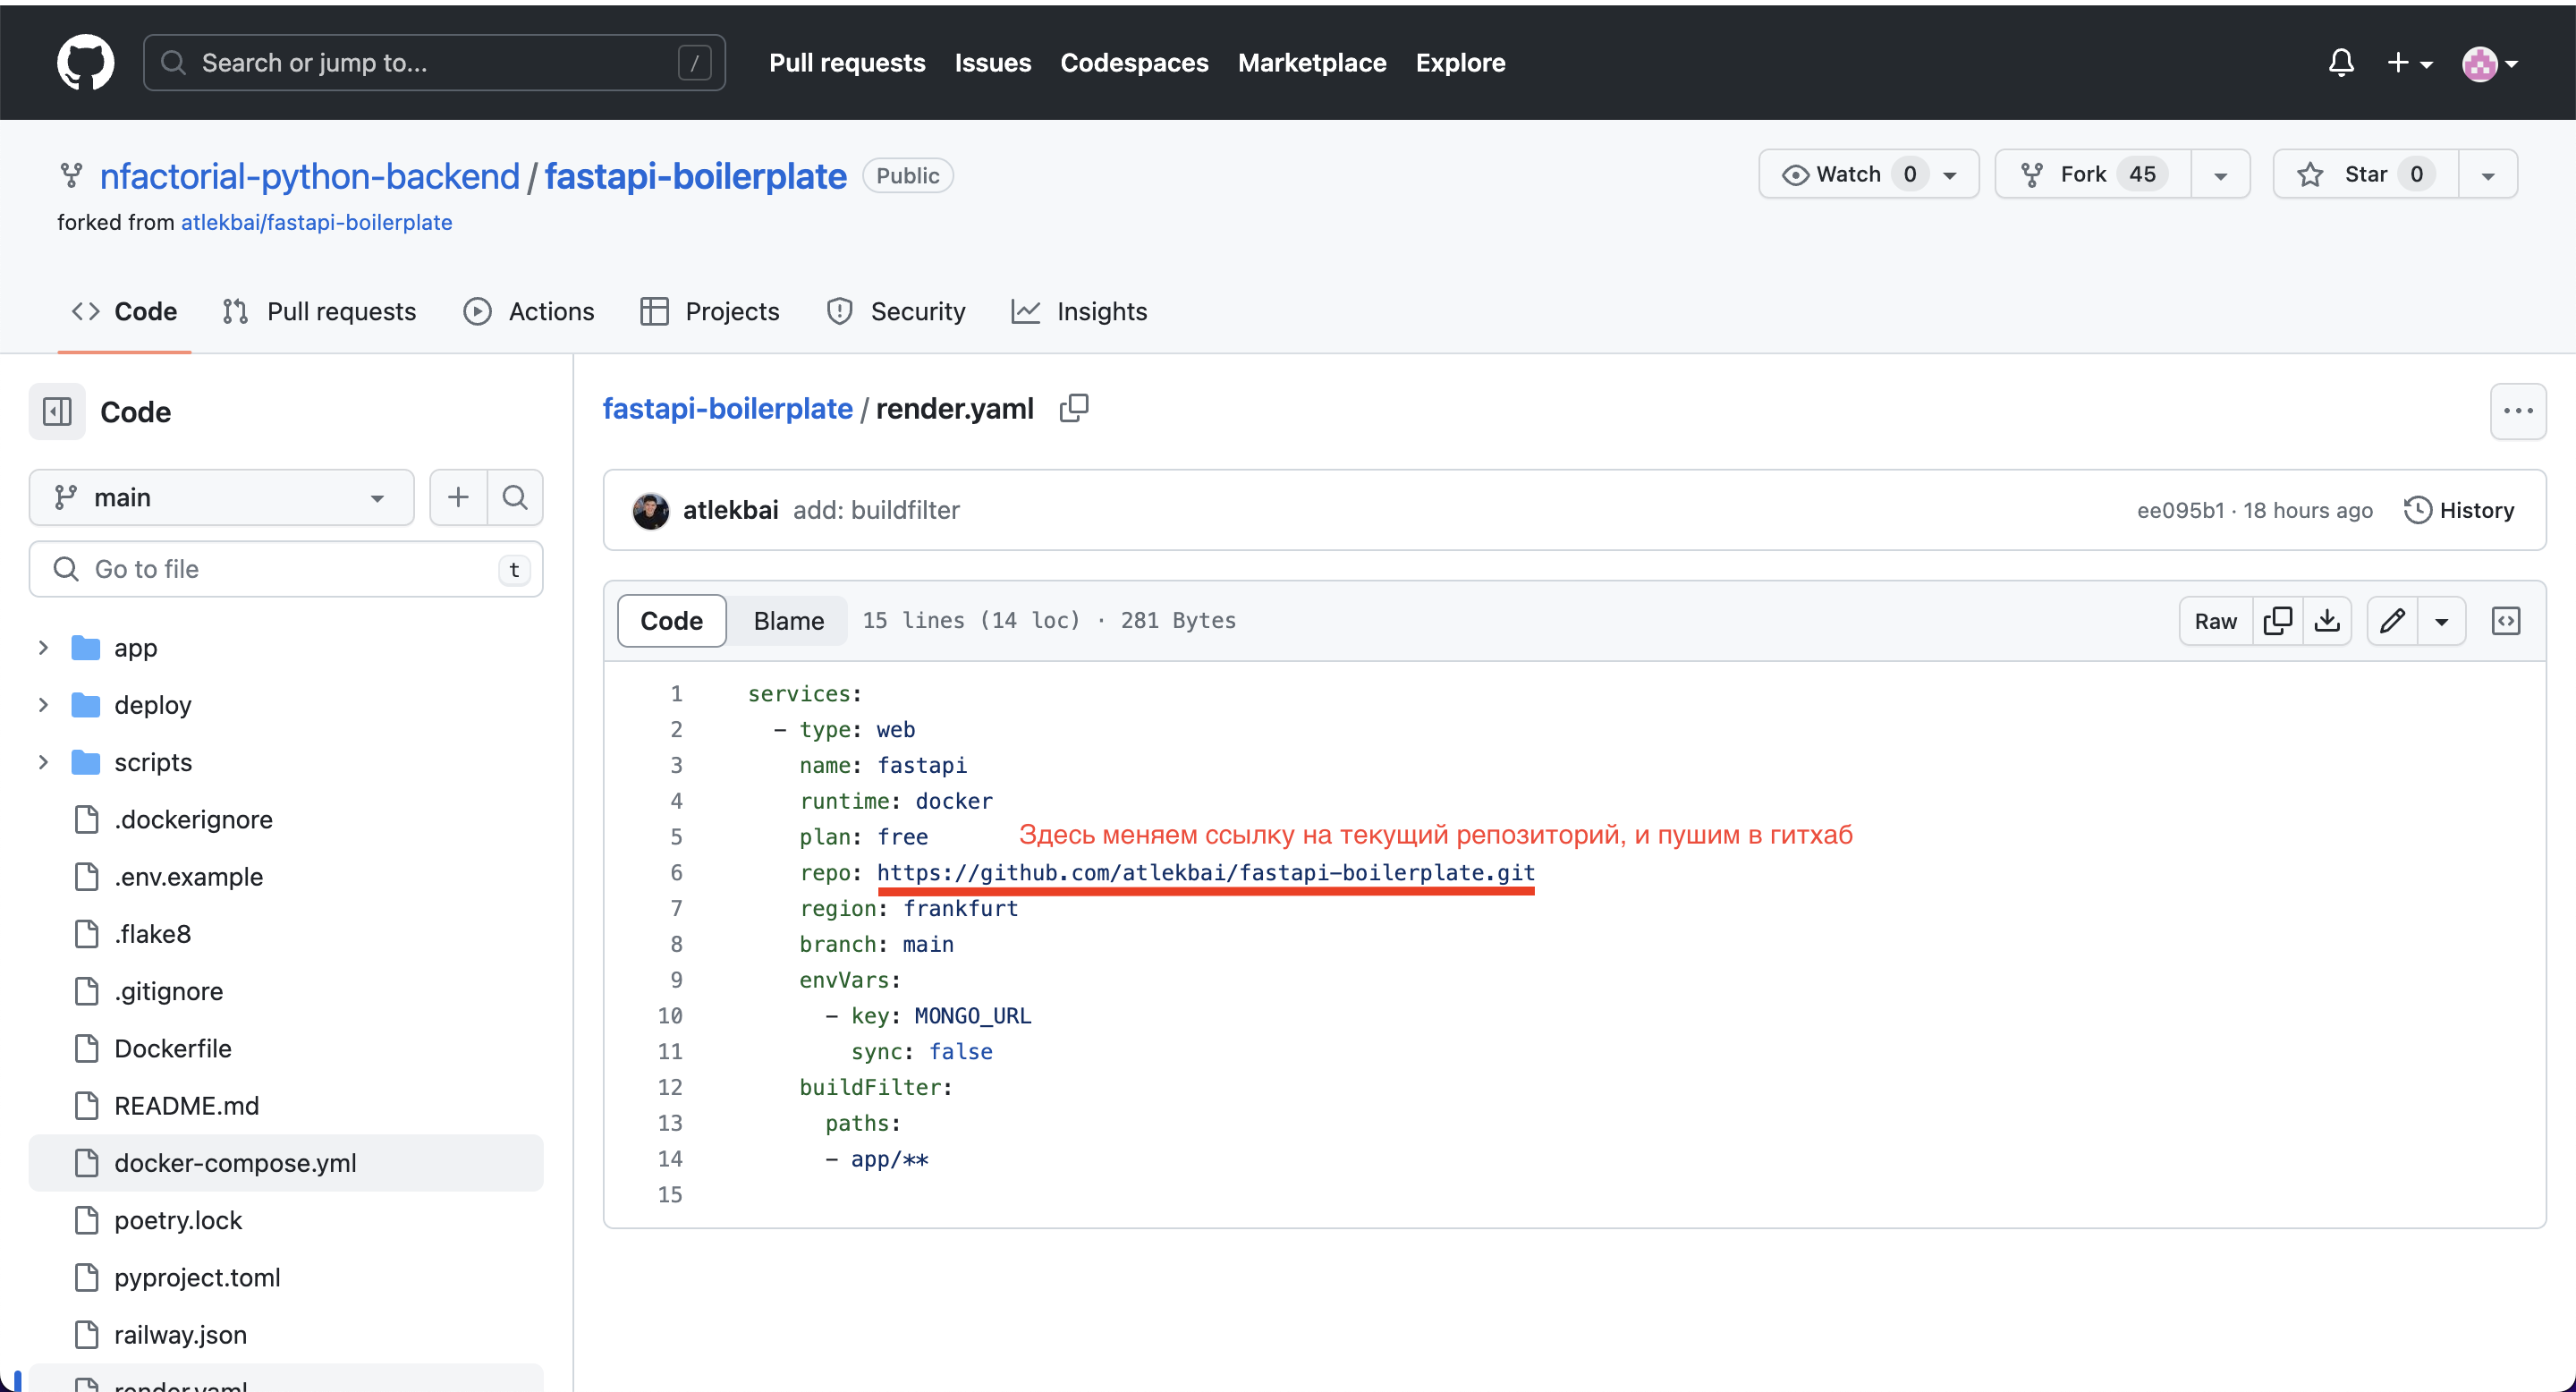 Search or jump to... /
Pull requests Issues Codespaces Marketplace Explore
nfactorial-python-backend / fastapi-boilerplate Public
Watch 0 Fork 45 Star 0
forked from atlekbai/fastapi-boilerplate
Code Pull requests Actions Projects Security Insights
Code
main
Go to file t
app
deploy
scripts
.dockerignore
.env.example
.flake8
.gitignore
Dockerfile
README.md
docker-compose.yml
poetry.lock
pyproject.toml
railway.json
render.yaml
fastapi-boilerplate / render.yaml
atlekbai add: buildfilter
ee095b1 · 18 hours ago History
Code Blame 15 lines (14 loc) · 281 Bytes
Raw
1 services:
2 - type: web
3 name: fastapi
4 runtime: docker
5 plan: free
Здесь меняем ссылку на текущий репозиторий, и пушим в гитхаб
6 repo: https://github.com/atlekbai/fastapi-boilerplate.git
7 region: frankfurt
8 branch: main
9 envVars:
10 - key: MONGO_URL
11 sync: false
12 buildFilter:
13 paths:
14 - app/**
15